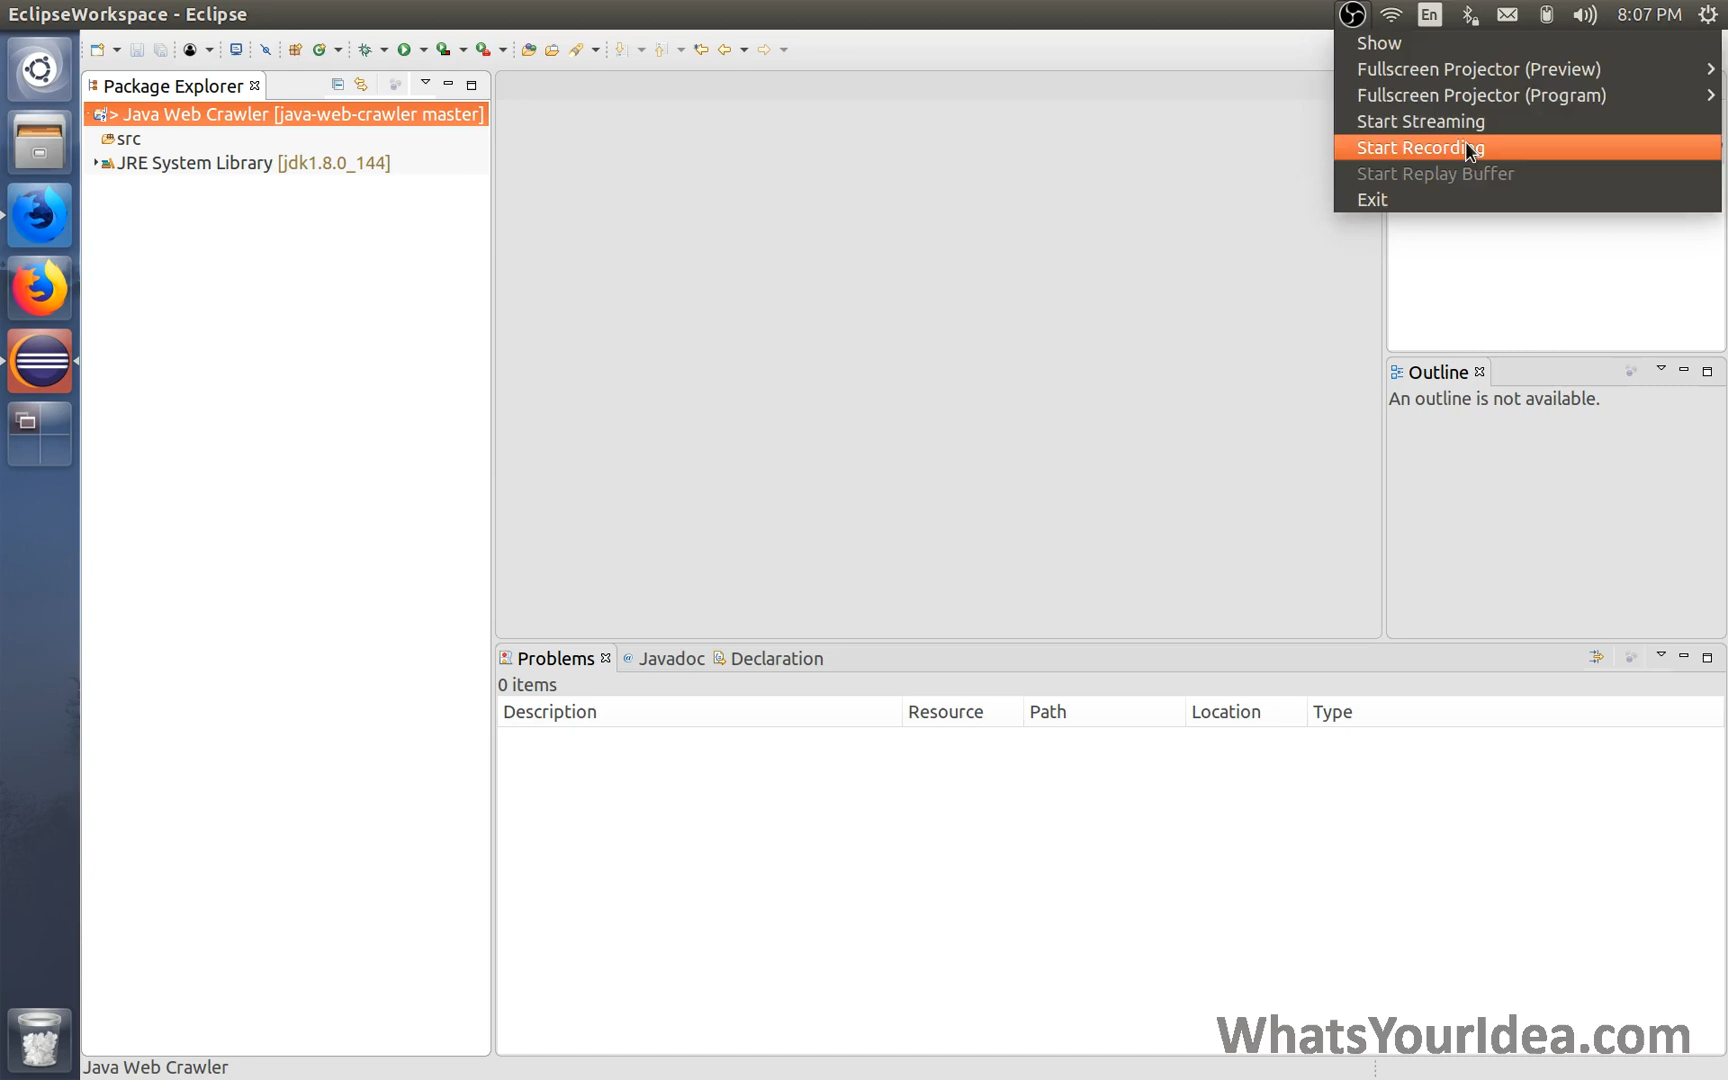 EclipseWorkspace - Eclipse
En
8:07 PM
Show
Fullscreen Projector (Preview)
Fullscreen Projector (Program)
Start Streaming
Start Recording
Start Replay Buffer
Exit
Package Explorer
> Java Web Crawler [java-web-crawler master]
src
JRE System Library [jdk1.8.0_144]
Outline
An outline is not available.
Problems
@ Javadoc
Declaration
0 items
Description Resource Path Location Type
WhatsYourIdea.com
Java Web Crawler